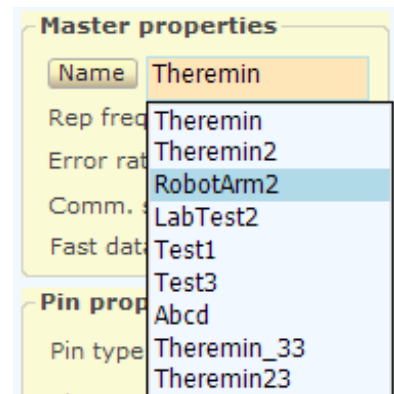 Master properties
Name Theremin
Rep freq Theremin
Error rat Theremin2
RobotArm2
Comm. LabTest2
Fast data Test1
Test3
Pin prop Abcd
Pin type Theremin_33
Theremin23